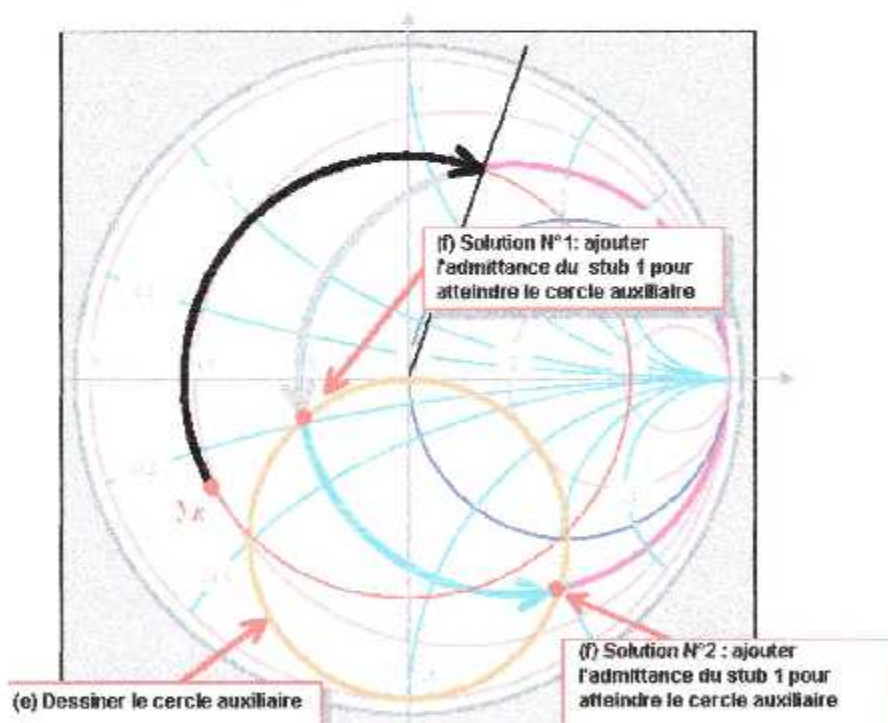 (f) Solution N°1: ajouter
l'admittance du stub 1 pour
atteindre le cercle auxiliaire
y_R
(e) Dessiner le cercle auxiliaire
(f) Solution N°2 : ajouter
l'admittance du stub 1 pour
atteindre le cercle auxiliaire